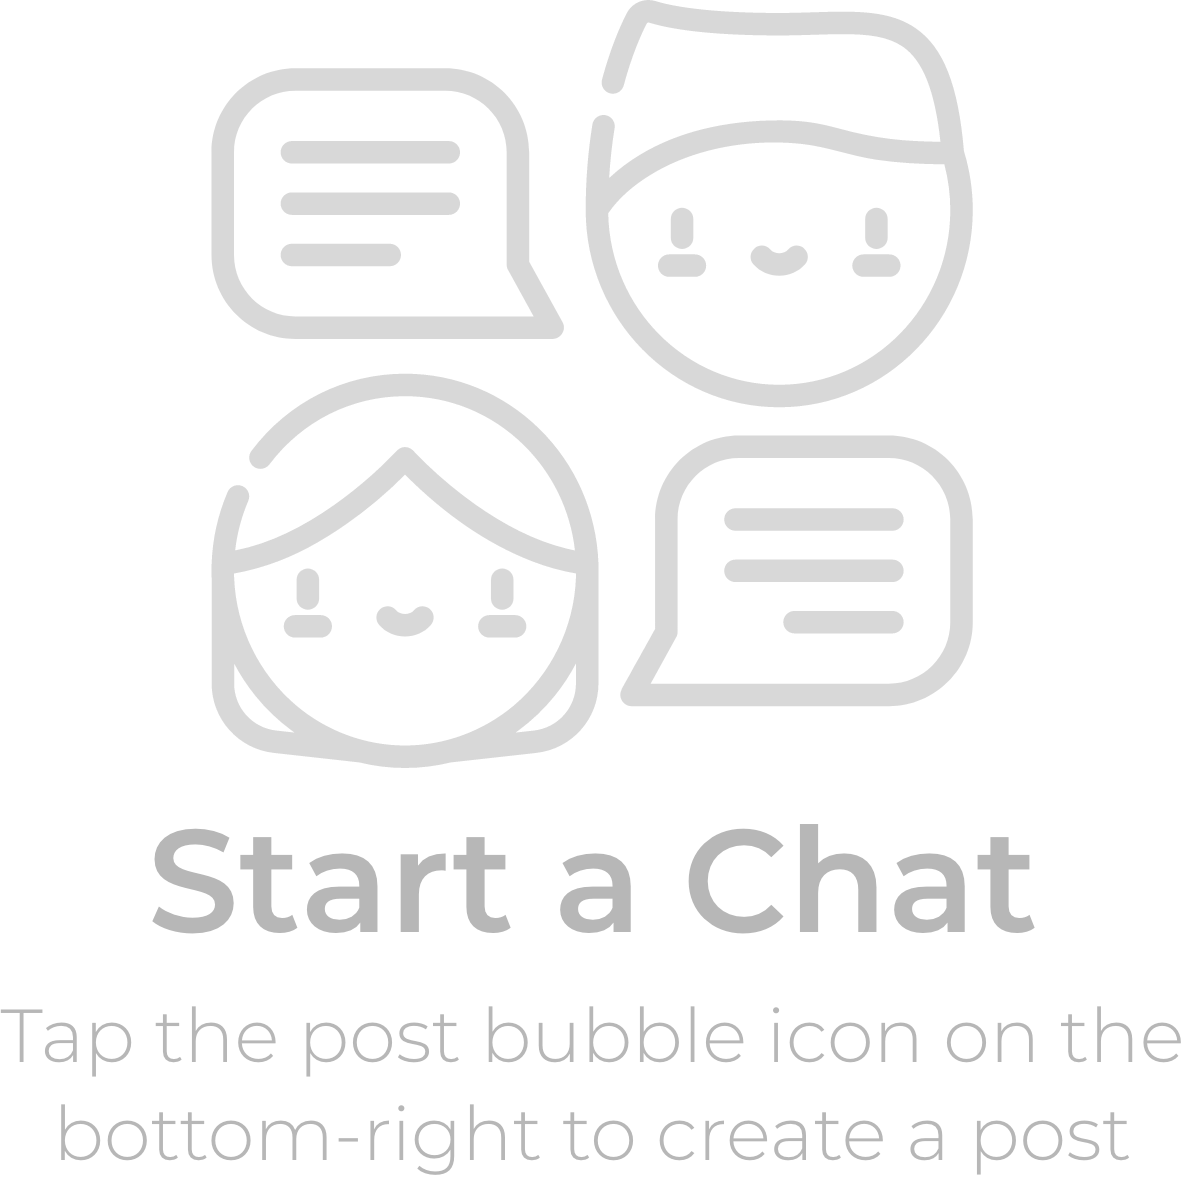 Start a Chat
Tap the post bubble icon on the
bottom-right to create a post